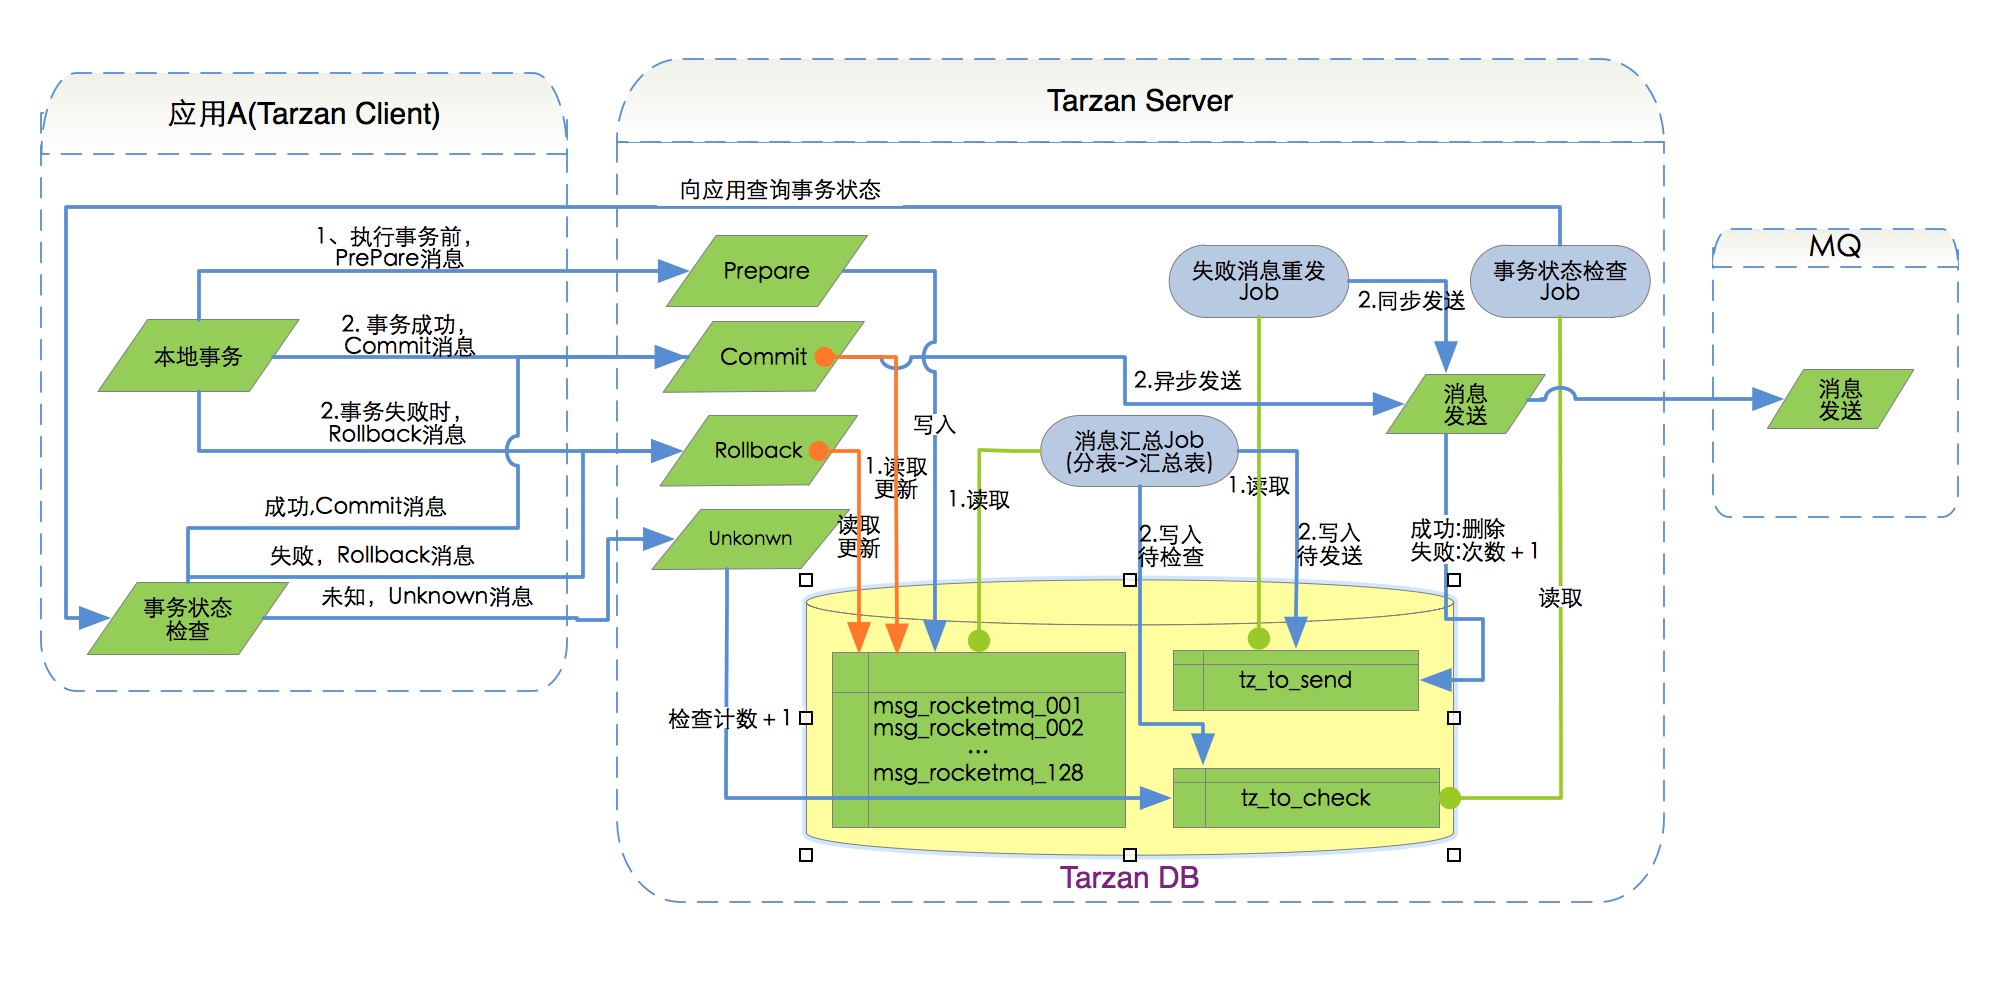 应用A(Tarzan Client)
Tarzan Server
MQ
向应用查询事务状态
1、执行事务前，
PrePare消息
Prepare
失败消息重发
Job
事务状态检查
Job
2.同步发送
2. 事务成功，
Commit消息
本地事务
Commit
2.异步发送
消息
发送
消息
发送
2.事务失败时，
Rollback消息
Rollback
写入
1.读取
更新
消息汇总Job
(分表->汇总表)
1.读取
1.读取
成功,Commit消息
读取
更新
Unkonwn
2.写入
待检查
2.写入
待发送
成功:删除
失败:次数＋1
失败，Rollback消息
未知，Unknown消息
读取
事务状态
检查
tz_to_send
检查计数＋1
msg_rocketmq_001
msg_rocketmq_002
...
msg_rocketmq_128
tz_to_check
Tarzan DB